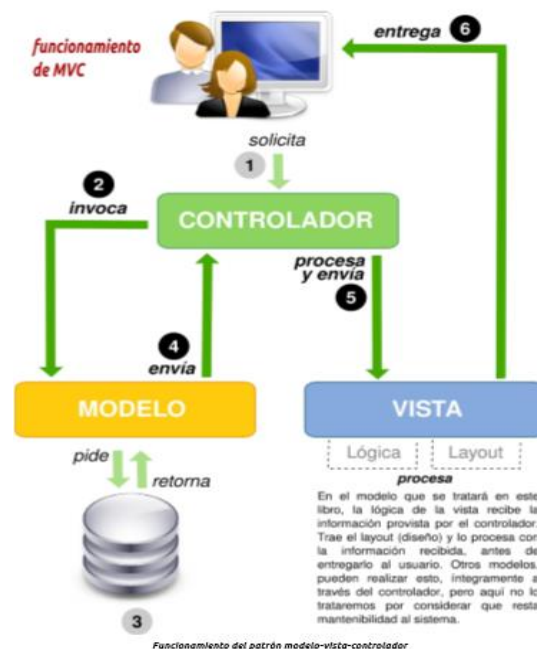 funcionamiento
de MVC
entrega 6
solicita
1
2
invoca
CONTROLADOR
procesa
y envía
5
4
envía
MODELO
VISTA
Lógica
Layout
pide
retorna
procesa
3
En el modelo que se tratará en este
libro, la lógica de la vista recibe la
información provista por el controlador.
Trae el layout (diseño) y lo procesa con
la información recibida, antes de
entregarlo al usuario. Otros modelos,
pueden realizar esto, íntegramente a
través del controlador, pero aquí no lo
trataremos por considerar que resta
mantenibilidad al sistema.
Funcionamiento del patrón modelo-vista-controlador